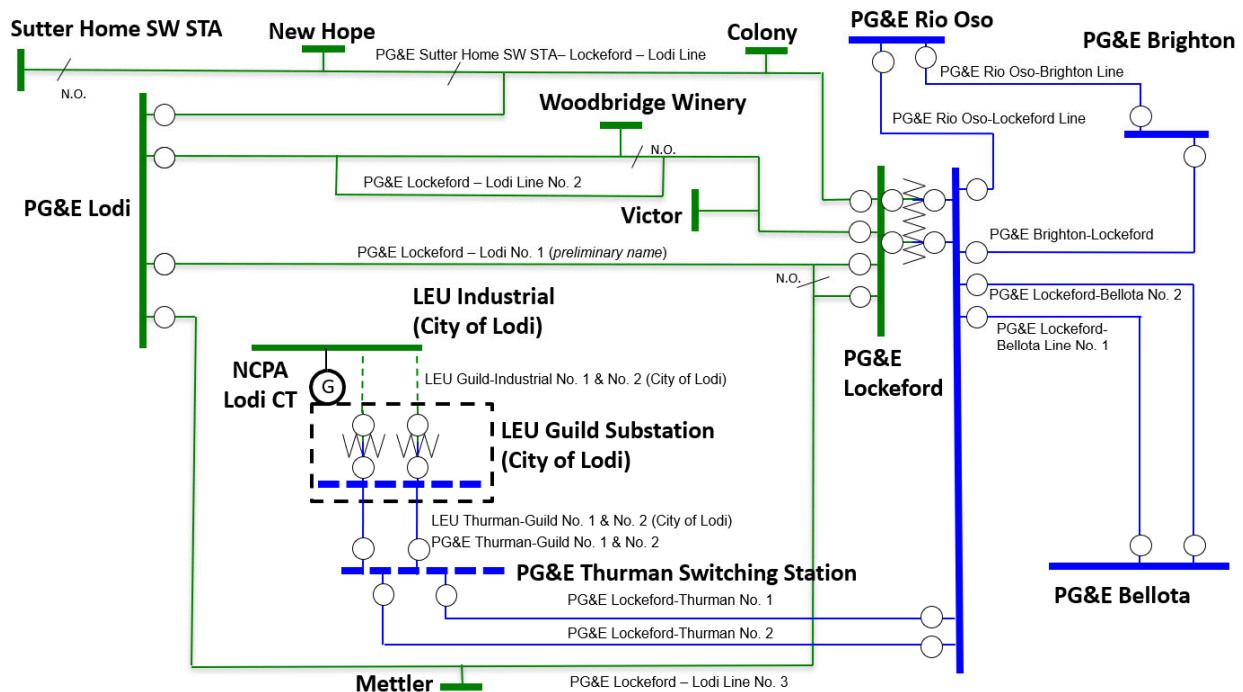 Sutter Home SW STA
New Hope
Colony
PG&E Rio Oso
PG&E Brighton
PG&E Sutter Home SW STA– Lockeford – Lodi Line
PG&E Rio Oso-Brighton Line
N.O.
Woodbridge Winery
PG&E Rio Oso-Lockeford Line
N.O.
PG&E Lockeford – Lodi Line No. 2
PG&E Lodi
Victor
PG&E Brighton-Lockeford
PG&E Lockeford – Lodi No. 1 (preliminary name)
N.O.
LEU Industrial
(City of Lodi)
PG&E Lockeford-Bellota No. 2
PG&E Lockeford-
Bellota Line No. 1
PG&E
Lockeford
NCPA
Lodi CT
G
LEU Guild-Industrial No. 1 & No. 2 (City of Lodi)
LEU Guild Substation
(City of Lodi)
LEU Thurman-Guild No. 1 & No. 2 (City of Lodi)
PG&E Thurman-Guild No. 1 & No. 2
PG&E Thurman Switching Station
PG&E Bellota
PG&E Lockeford-Thurman No. 1
PG&E Lockeford-Thurman No. 2
Mettler
PG&E Lockeford – Lodi Line No. 3